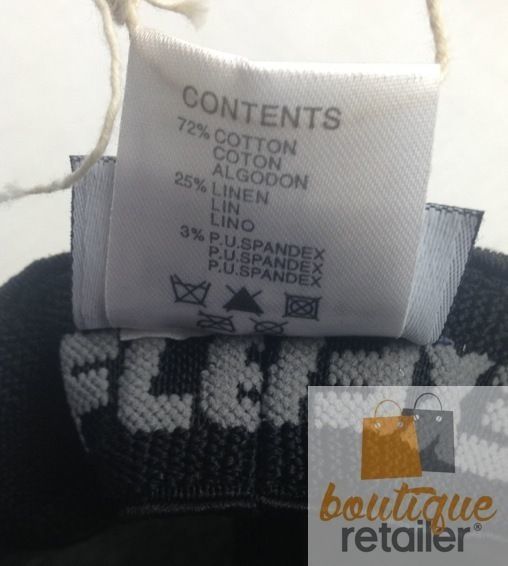 CONTENTS
72% COTTON
COTON
ALGODON
25% LINEN
LIN
LINO
3% P.U.SPANDEX
P.U.SPANDEX
P.U.SPANDEX
boutique
retailer®